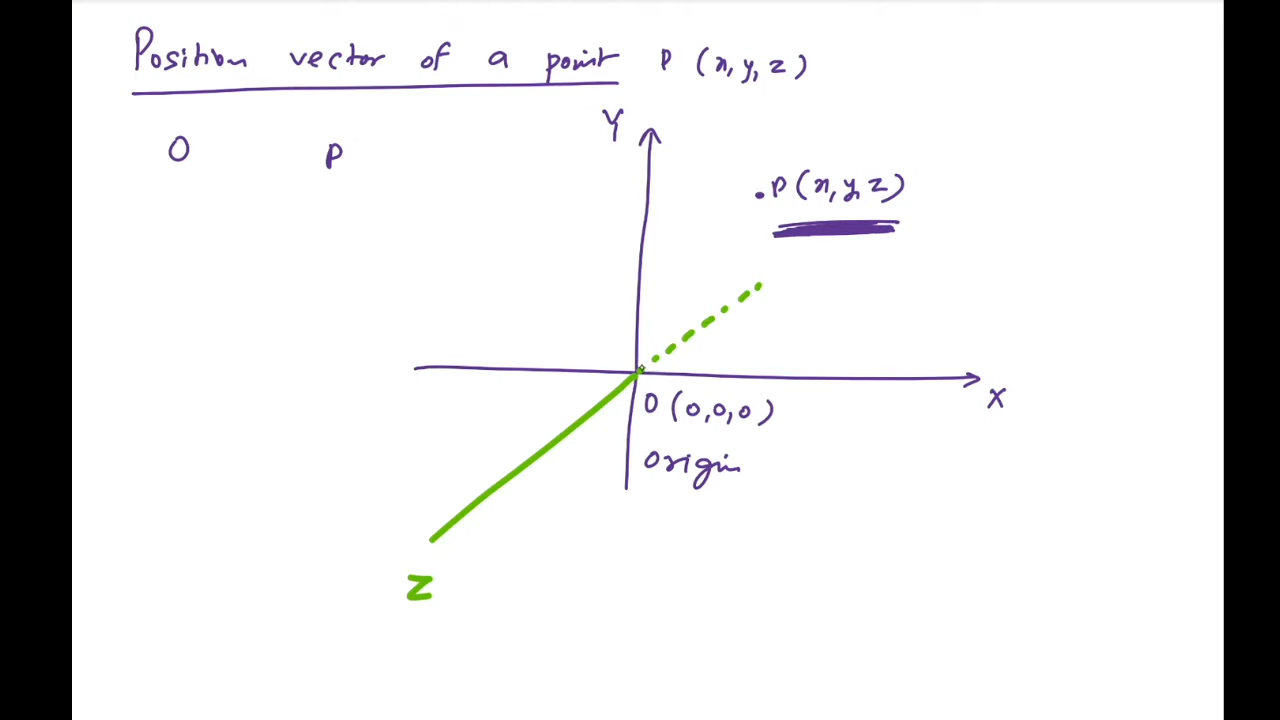 Position vector of a point P (x, y, z)
Y
O P
.P (x, y, z)
X
O (0,0,0)
origin
Z